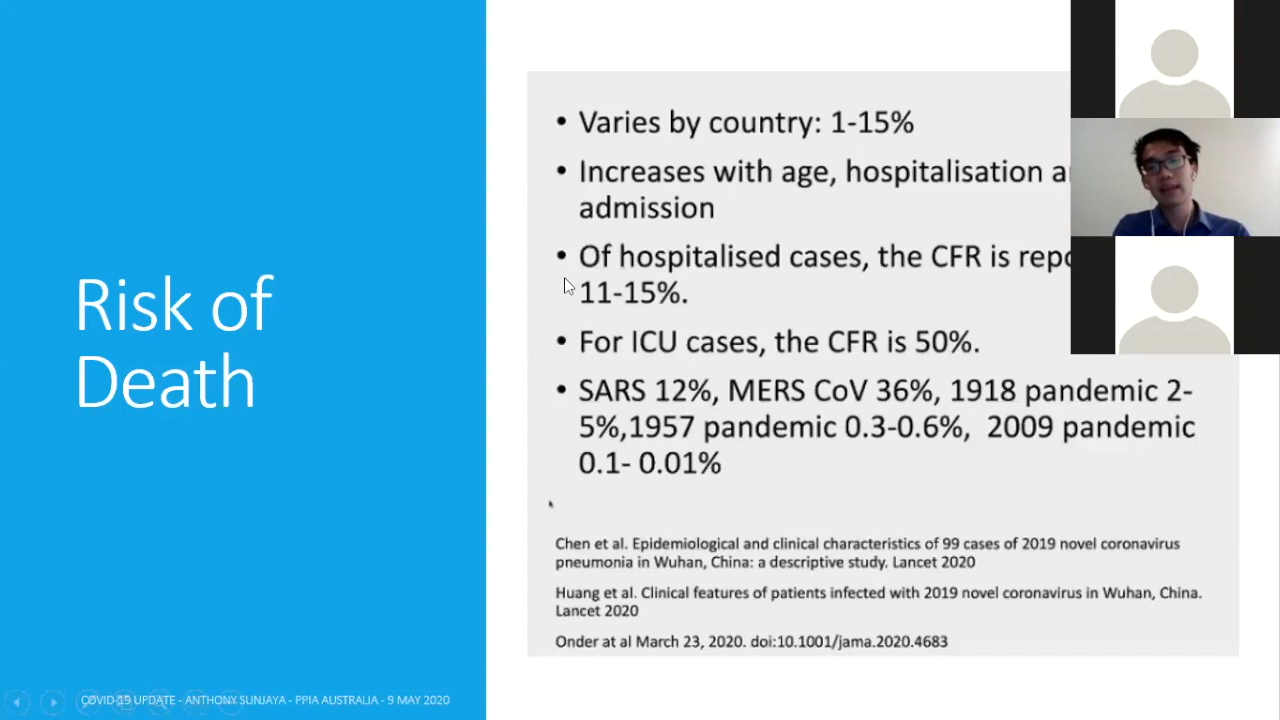 Risk of
Death
• Varies by country: 1-15%
• Increases with age, hospitalisation
admission
• Of hospitalised cases, the CFR is
11-15%.
• For ICU cases, the CFR is 50%.
• SARS 12%, MERS CoV 36%, 1918 pandemic 2-
5%,1957 pandemic 0.3-0.6%, 2009 pandemic
0.1- 0.01%
Chen et al. Epidemiological and clinical characteristics of 99 cases of 2019 novel coronavirus
pneumonia in Wuhan, China: a descriptive study. Lancet 2020
Huang et al. Clinical features of patients infected with 2019 novel coronavirus in Wuhan, China.
Lancet 2020
Onder at al March 23, 2020. doi:10.1001/jama.2020.4683
COVID-19 UPDATE - ANTHONY SUNJAYA - PPIA AUSTRALIA - 9 MAY 2020